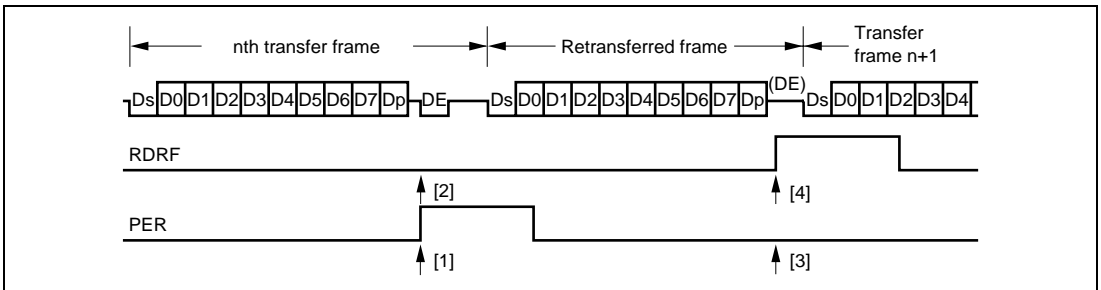 nth transfer frame
Retransferred frame
Transfer
frame n+1
Ds D0 D1 D2 D3 D4 D5 D6 D7 Dp DE
Ds D0 D1 D2 D3 D4 D5 D6 D7 Dp
(DE)
Ds D0 D1 D2 D3 D4
RDRF
[2]
[4]
PER
[1]
[3]